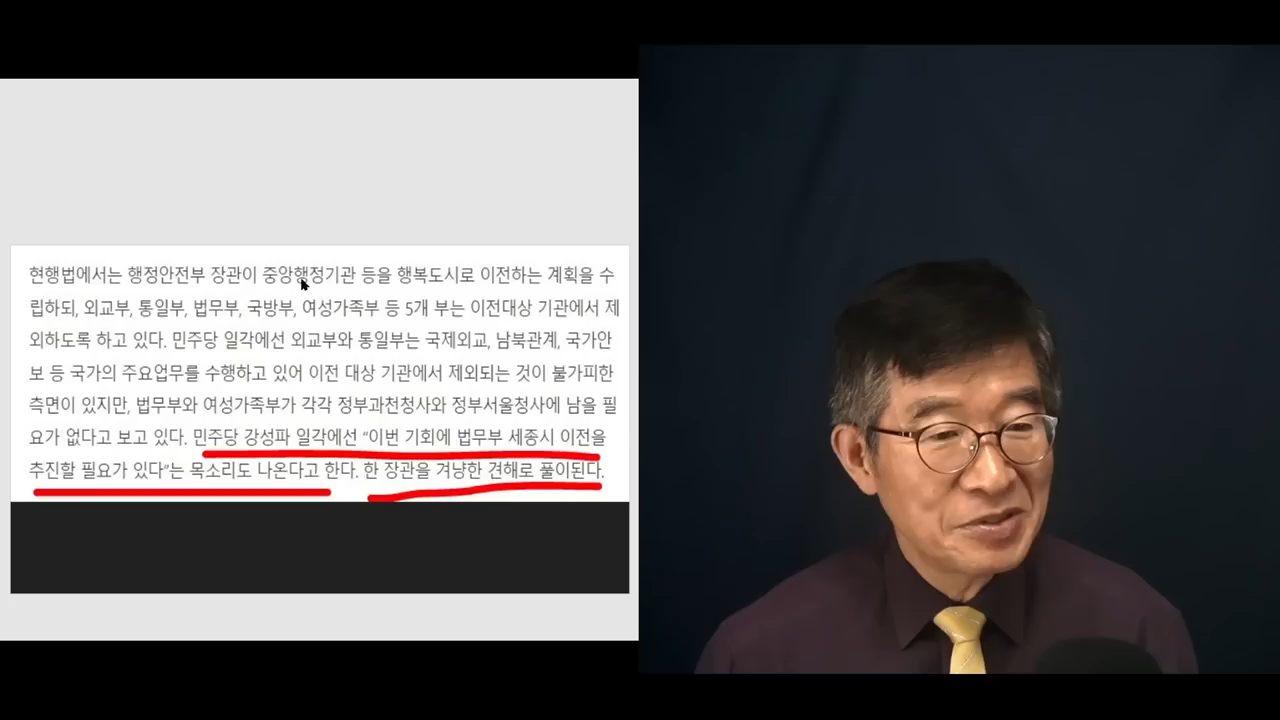 현행법에서는 행정안전부 장관이 중앙행정기관 등을 행복도시로 이전하는 계획을 수
립하되, 외교부, 통일부, 법무부, 국방부, 여성가족부 등 5개 부는 이전대상 기관에서 제
외하도록 하고 있다. 민주당 일각에선 외교부와 통일부는 국제외교, 남북관계, 국가안
보 등 국가의 주요업무를 수행하고 있어 이전 대상 기관에서 제외되는 것이 불가피한
측면이 있지만, 법무부와 여성가족부가 각각 정부과천청사와 정부서울청사에 남을 필
요가 없다고 보고 있다. 민주당 강성파 일각에선 “이번 기회에 법무부 세종시 이전을
추진할 필요가 있다”는 목소리도 나온다고 한다. 한 장관을 겨냥한 견해로 풀이된다.